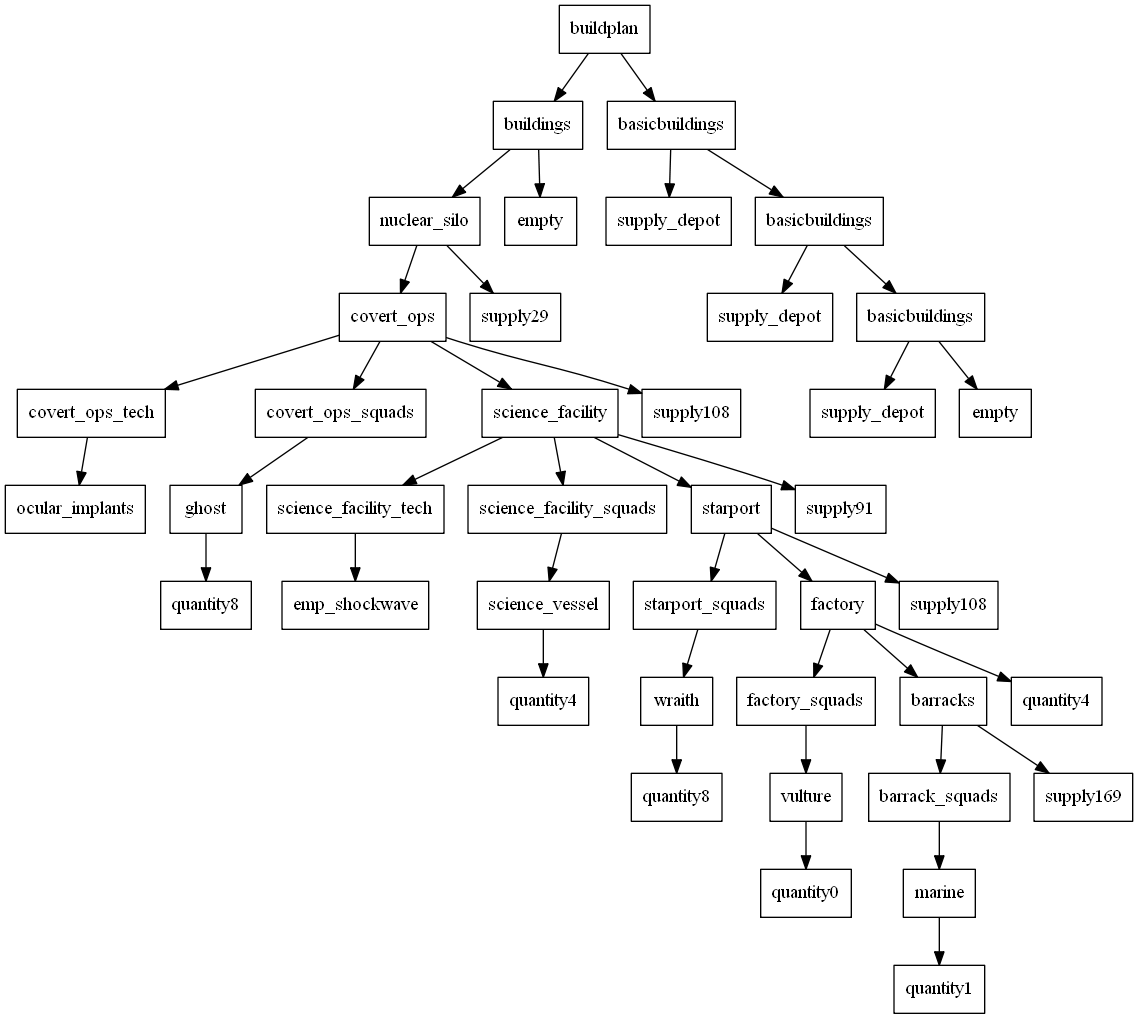 buildplan
buildings
basicbuildings
nuclear_silo
empty
supply_depot
basicbuildings
covert_ops
supply29
supply_depot
basicbuildings
covert_ops_tech
covert_ops_squads
science_facility
supply108
supply_depot
empty
ocular_implants
ghost
science_facility_tech
science_facility_squads
starport
supply91
quantity8
emp_shockwave
science_vessel
starport_squads
factory
supply108
quantity4
wraith
factory_squads
barracks
quantity4
quantity8
vulture
barrack_squads
supply169
quantity0
marine
quantity1